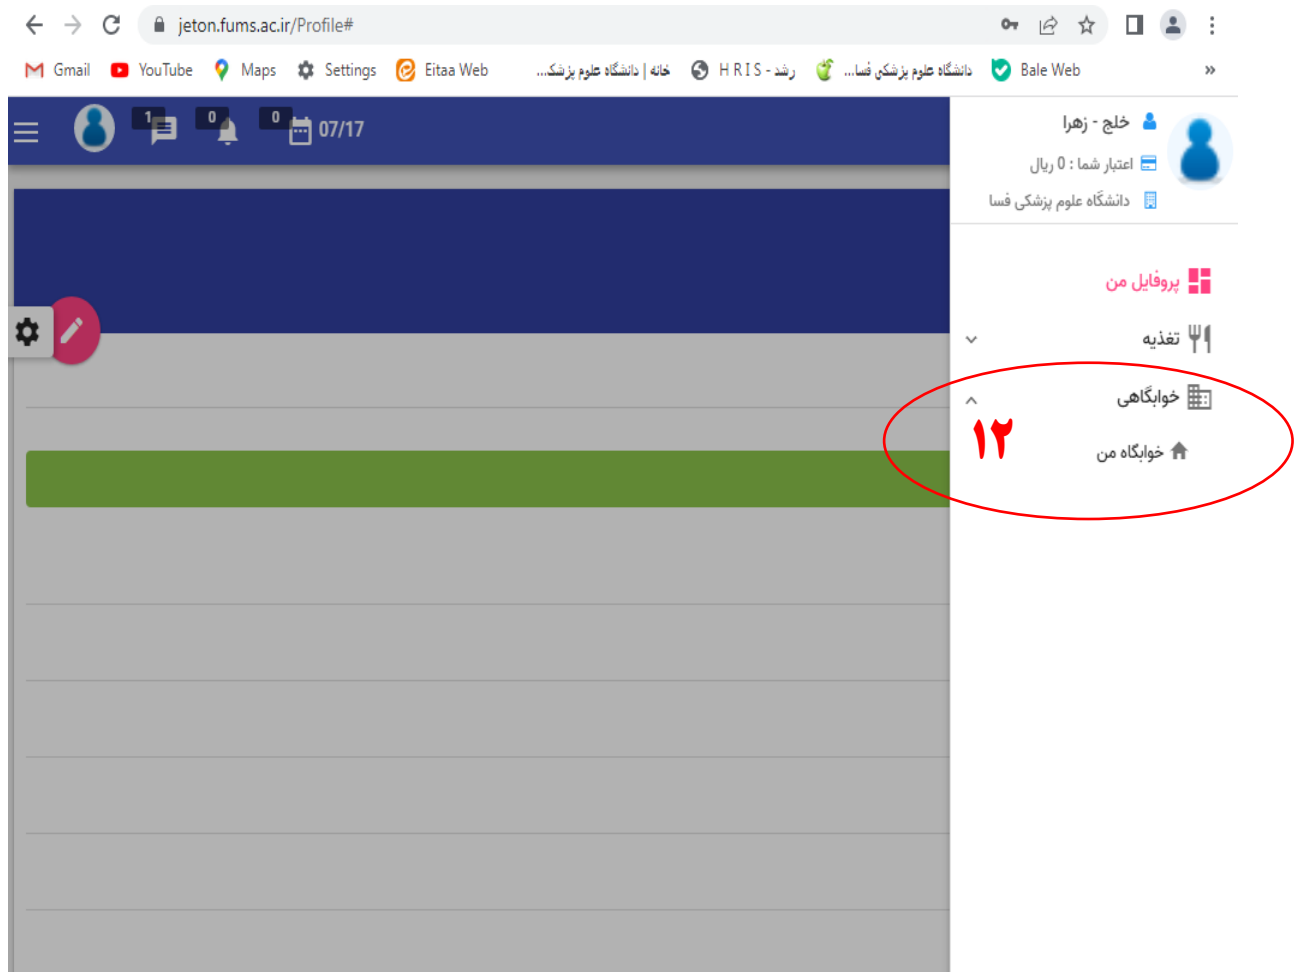 jeton.fums.ac.ir/Profile#
Gmail YouTube Maps Settings Eitaa Web خانه | دانشگاه علوم پزشک... رشد - H R I S دانشگاه علوم پزشکی فسا... Bale Web »
1 0 0 07/17
خلج - زهرا
اعتبار شما : 0 ریال
دانشگاه علوم پزشکی فسا
پروفایل من
تغذیه
خوابگاهی
۱۲
خوابگاه من